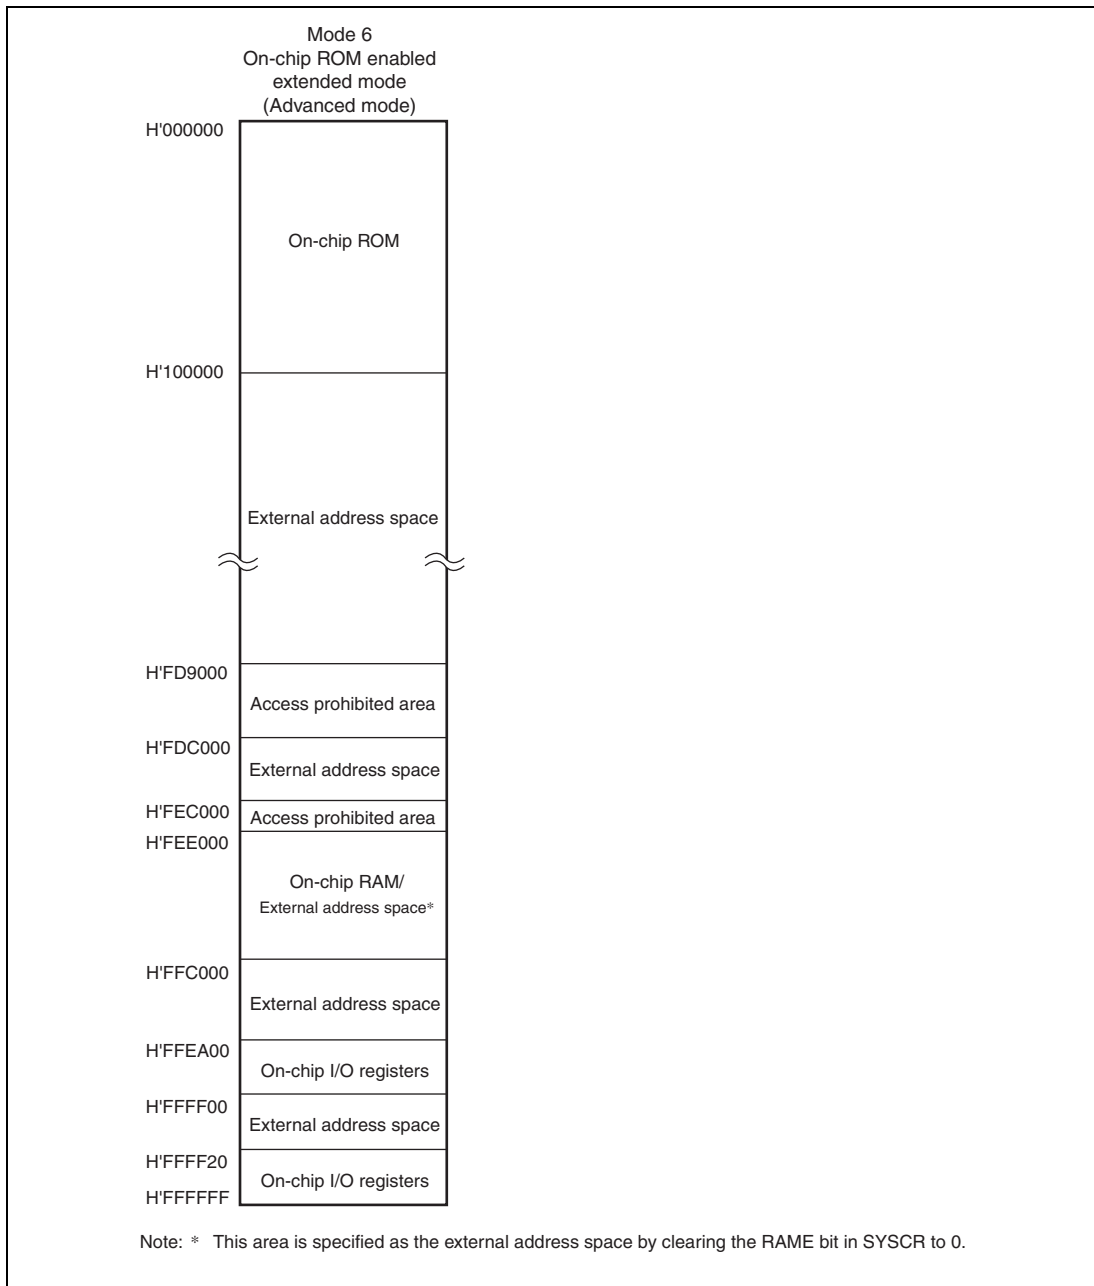 Mode 6
On-chip ROM enabled
extended mode
(Advanced mode)
H'000000
On-chip ROM
H'100000
External address space
H'FD9000
Access prohibited area
H'FDC000
External address space
H'FEC000
Access prohibited area
H'FEE000
On-chip RAM/
External address space*
H'FFC000
External address space
H'FFEA00
On-chip I/O registers
H'FFFF00
External address space
H'FFFF20
On-chip I/O registers
H'FFFFFF
Note: * This area is specified as the external address space by clearing the RAME bit in SYSCR to 0.